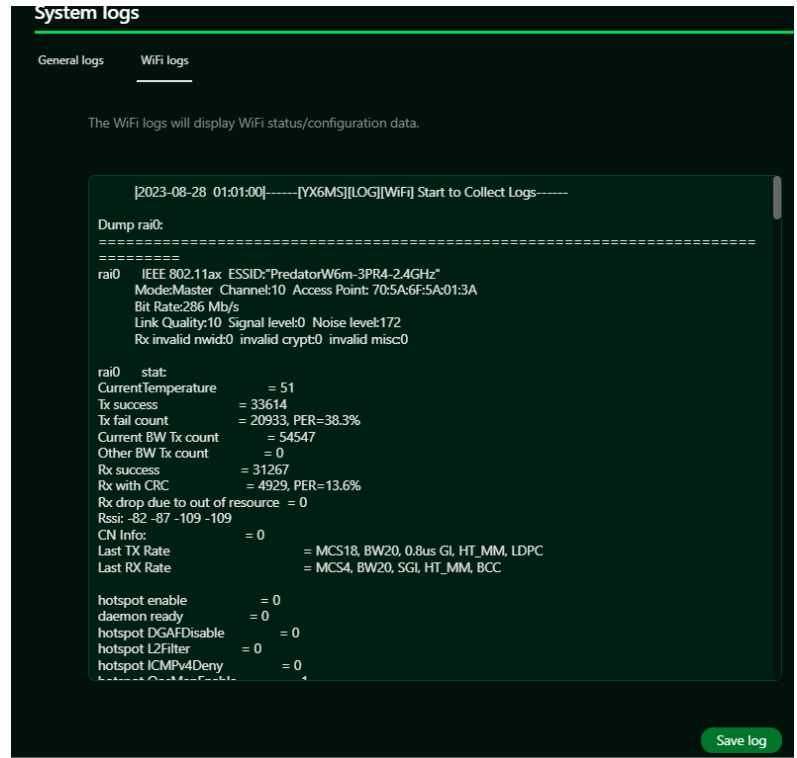 System logs
General logs WiFi logs
The WiFi logs will display WiFi status/configuration data.
|2023-08-28 01:01:00|------[YX6MS][LOG][WiFi] Start to Collect Logs------
Dump rai0:
========================================================================
=========
rai0 IEEE 802.11ax ESSID:"PredatorW6m-3PR4-2.4GHz"
Mode:Master Channel:10 Access Point: 70:5A:6F:5A:01:3A
Bit Rate:286 Mb/s
Link Quality:10 Signal level:0 Noise level:172
Rx invalid nwid:0 invalid crypt:0 invalid misc:0
rai0 stat:
CurrentTemperature = 51
Tx success = 33614
Tx fail count = 20933, PER=38.3%
Current BW Tx count = 54547
Other BW Tx count = 0
Rx success = 31267
Rx with CRC = 4929, PER=13.6%
Rx drop due to out of resource = 0
Rssi: -82 -87 -109 -109
CN Info: = 0
Last TX Rate = MCS18, BW20, 0.8us GI, HT_MM, LDPC
Last RX Rate = MCS4, BW20, SGI, HT_MM, BCC
hotspot enable = 0
daemon ready = 0
hotspot DGAFDisable = 0
hotspot L2Filter = 0
hotspot ICMPv4Deny = 0
Save log